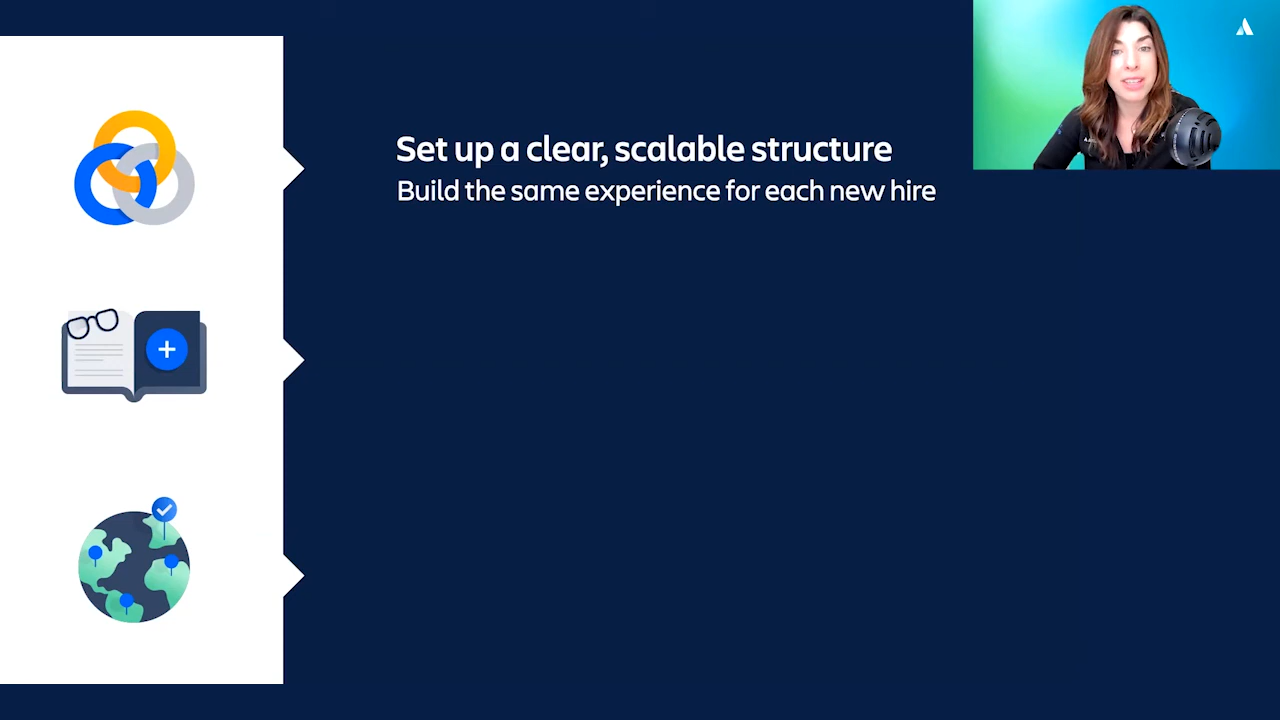 Set up a clear, scalable structure
Build the same experience for each new hire